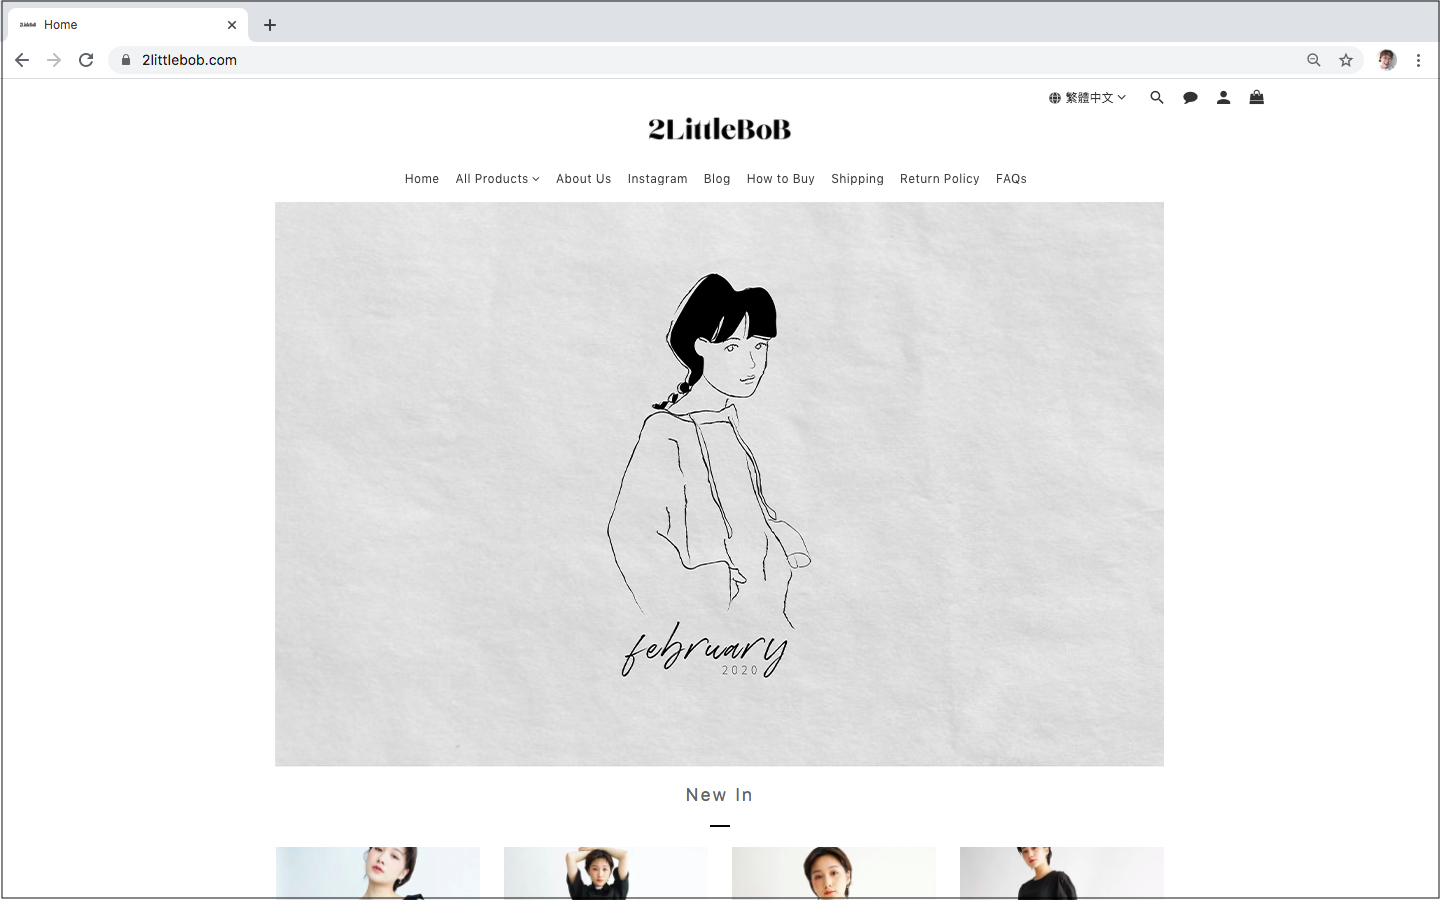 Home
2littlebob.com
繁體中文
2LittleBoB
Home All Products About Us Instagram Blog How to Buy Shipping Return Policy FAQs
february
2020
New In